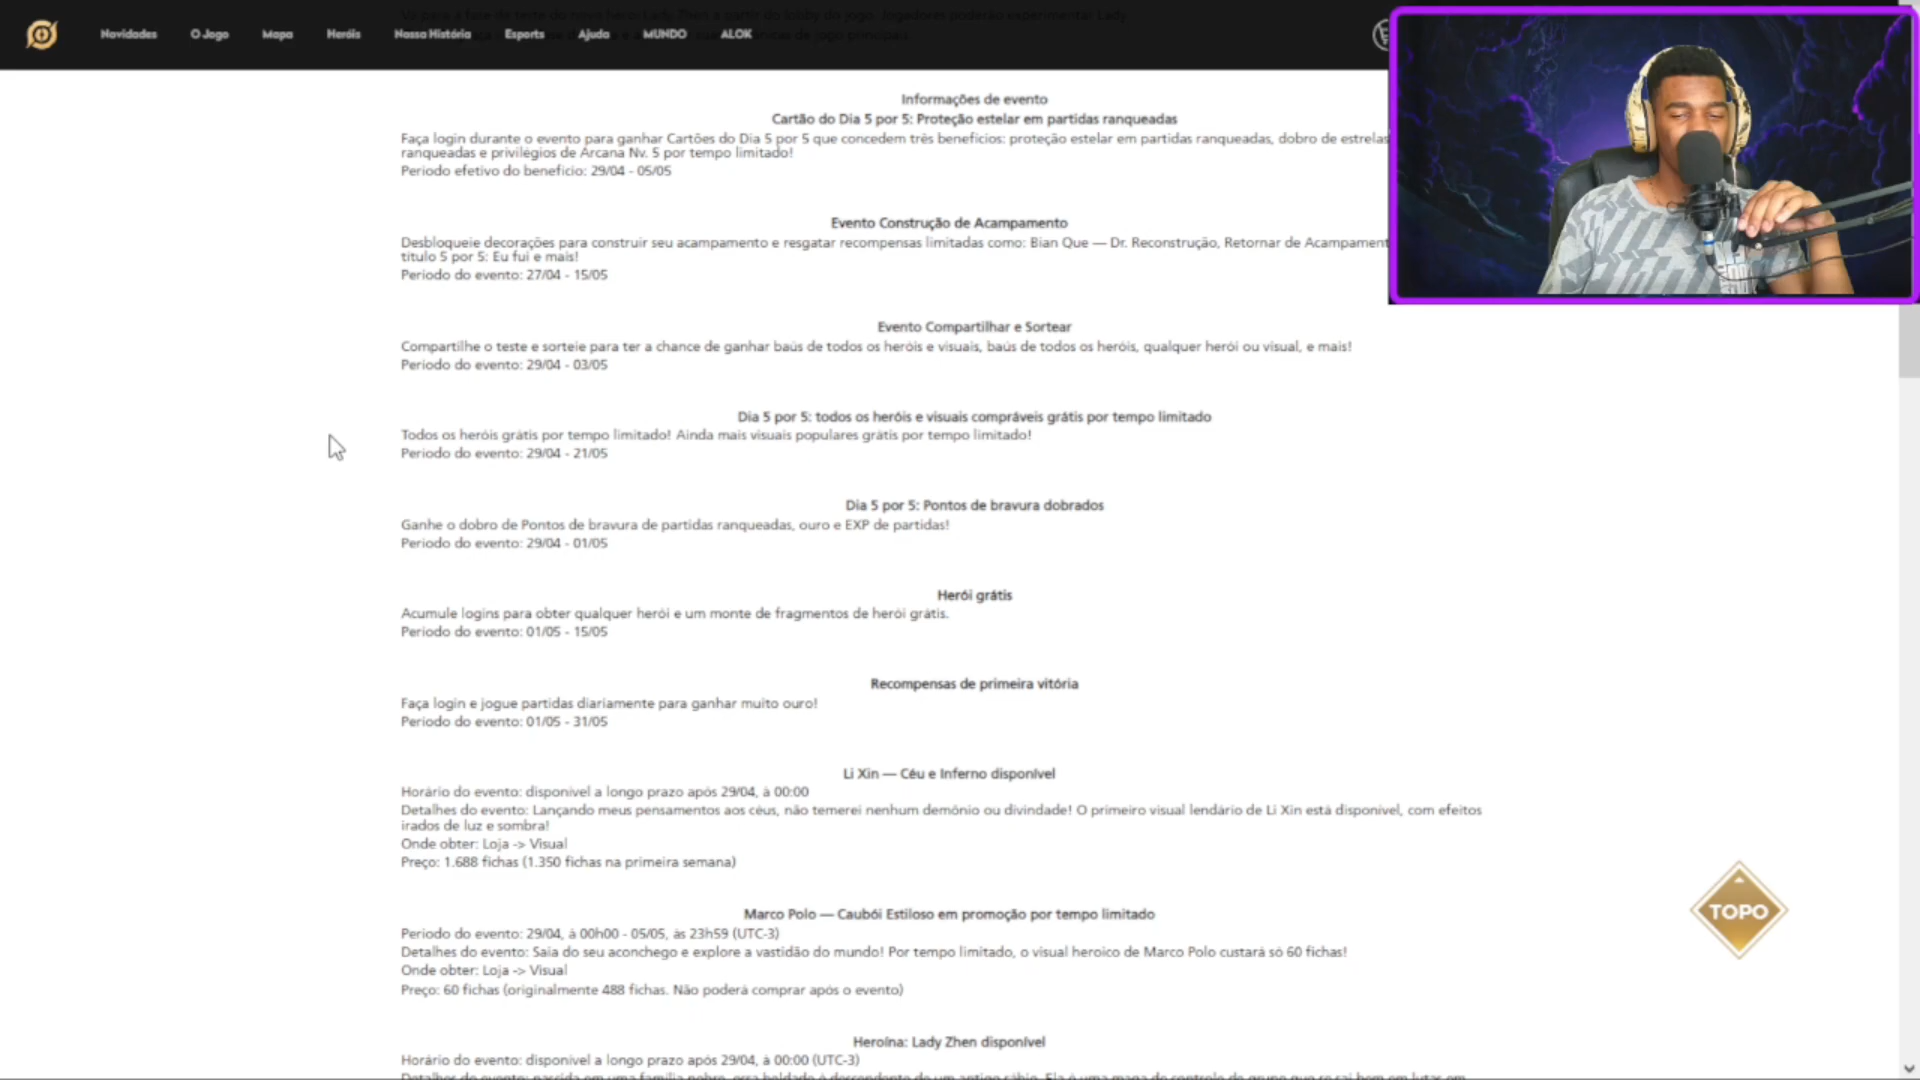 Novidades O Jogo Mapa Heróis Nossa História Esports Ajuda MUNDO ALOK
Informações de evento
Cartão do Dia 5 por 5: Proteção estelar em partidas ranqueadas
Faça login durante o evento para ganhar Cartões do Dia 5 por 5 que concedem três benefícios: proteção estelar em partidas ranqueadas, dobro de estrelas
ranqueadas e privilégios de Arcana Nv. 5 por tempo limitado!
Período efetivo do benefício: 29/04 - 05/05
Evento Construção de Acampamento
Desbloqueie decorações para construir seu acampamento e resgatar recompensas limitadas como: Bian Que — Dr. Reconstrução, Retornar de Acampament
título 5 por 5: Eu fui e mais!
Período do evento: 27/04 - 15/05
Evento Compartilhar e Sortear
Compartilhe o teste e sorteie para ter a chance de ganhar baús de todos os heróis e visuais, baús de todos os heróis, qualquer herói ou visual, e mais!
Período do evento: 29/04 - 03/05
Dia 5 por 5: todos os heróis e visuais compráveis grátis por tempo limitado
Todos os heróis grátis por tempo limitado! Ainda mais visuais populares grátis por tempo limitado!
Período do evento: 29/04 - 21/05
Dia 5 por 5: Pontos de bravura dobrados
Ganhe o dobro de Pontos de bravura de partidas ranqueadas, ouro e EXP de partidas!
Período do evento: 29/04 - 01/05
Herói grátis
Acumule logins para obter qualquer herói e um monte de fragmentos de herói grátis.
Período do evento: 01/05 - 15/05
Recompensas de primeira vitória
Faça login e jogue partidas diariamente para ganhar muito ouro!
Período do evento: 01/05 - 31/05
Li Xin — Céu e Inferno disponível
Horário do evento: disponível a longo prazo após 29/04, à 00:00
Detalhes do evento: Lançando meus pensamentos aos céus, não temerei nenhum demônio ou divindade! O primeiro visual lendário de Li Xin está disponível, com efeitos
irados de luz e sombra!
Onde obter: Loja -> Visual
Preço: 1.688 fichas (1.350 fichas na primeira semana)
Marco Polo — Caubói Estiloso em promoção por tempo limitado
Período do evento: 29/04, à 00h00 - 05/05, às 23h59 (UTC-3)
Detalhes do evento: Saia do seu aconchego e explore a vastidão do mundo! Por tempo limitado, o visual heroico de Marco Polo custará só 60 fichas!
Onde obter: Loja -> Visual
Preço: 60 fichas (originalmente 488 fichas. Não poderá comprar após o evento)
TOPO
Heroína: Lady Zhen disponível
Horário do evento: disponível a longo prazo após 29/04, à 00:00 (UTC-3)